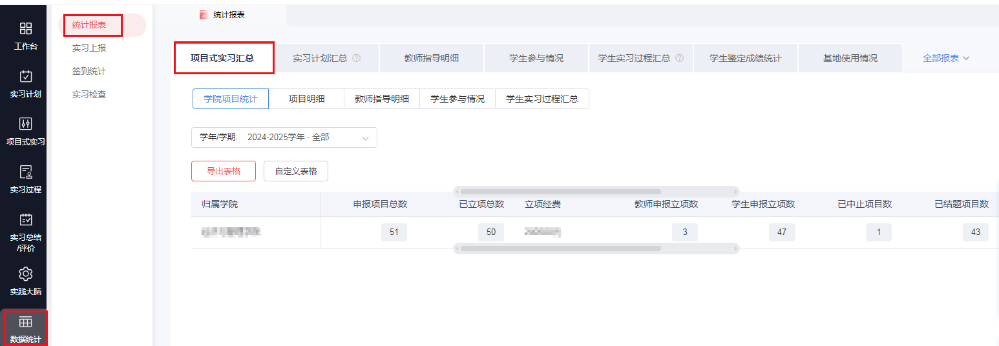 工作台
实习计划
项目式实习
实习过程
实习总结
/评价
实践大脑
数据统计
统计报表
实习上报
签到统计
实习检查
统计报表
项目式实习汇总 实习计划汇总 教师指导明细 学生参与情况 学生实习过程汇总 学生鉴定成绩统计 基地使用情况 全部报表
学院项目统计 项目明细 教师指导明细 学生参与情况 学生实习过程汇总
学年/学期: 2024-2025学年 · 全部
导出表格 自定义表格
归属学院 申报项目总数 已立项总数 立项经费 教师申报立项数 学生申报立项数 已中止项目数 已结题项目数
51 50 3 47 1 43